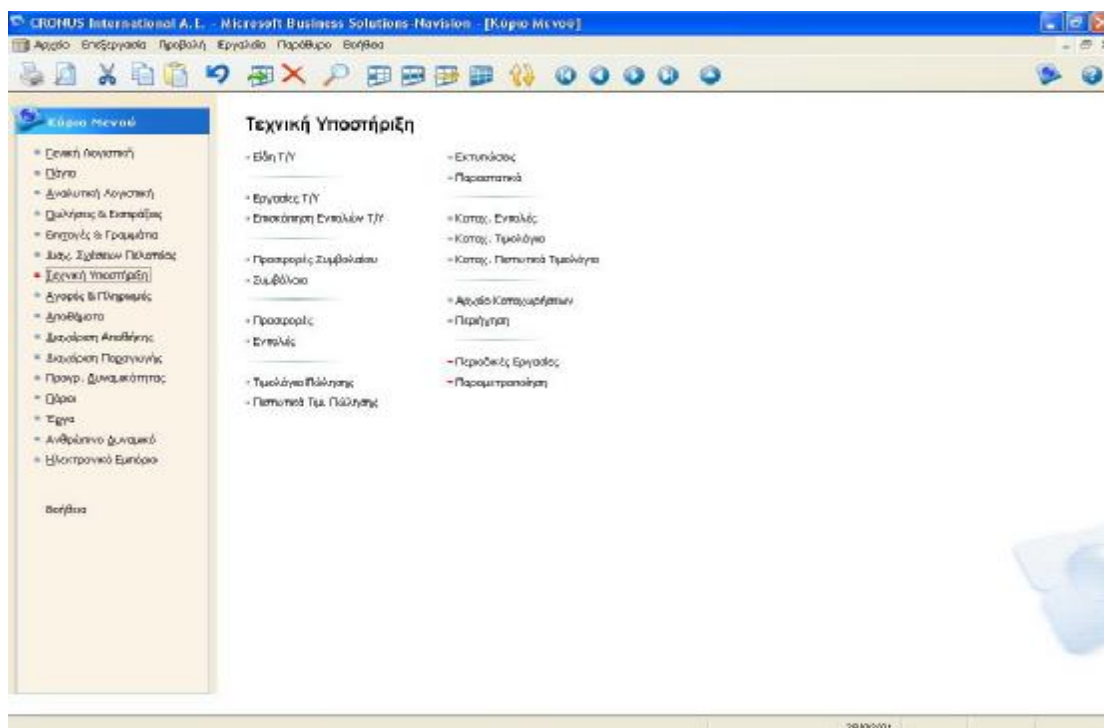 CRONUS International A.E. - Microsoft Business Solutions-Navision - [Κύριο Μενού]
Αρχείο Επεξεργασία Προβολή Εργαλεία Παράθυρο Βοήθεια
Κύριο Μενού
Γενική Λογιστική
Πάγια
Αναλυτική Λογιστική
Πωλήσεις & Εισπράξεις
Επιταγές & Γραμμάτια
Διαχ. Σχέσεων Πελατείας
Τεχνική Υποστήριξη
Αγορές & Πληρωμές
Αποθέματα
Διαχείριση Αποθήκης
Διαχείριση Παραγωγής
Προγρ. Δυναμικότητας
Πόροι
Έργα
Ανθρώπινο Δυναμικό
Ηλεκτρονικό Εμπόριο
Βοήθεια
Τεχνική Υποστήριξη
Είδη Τ/Υ
Εργασίες Τ/Υ
Επισκόπηση Εντολών Τ/Υ
Προσφορές Συμβολαίου
Συμβόλαια
Προσφορές
Εντολές
Τιμολόγια Πώλησης
Πιστωτικά Τιμ. Πώλησης
Εκτυπώσεις
Παραστατικά
Καταχ. Εντολές
Καταχ. Τιμολόγια
Καταχ. Πιστωτικά Τιμολόγια
Αρχείο Καταχωρήσεων
Περιήγηση
Περιοδικές Εργασίες
Παραμετροποίηση